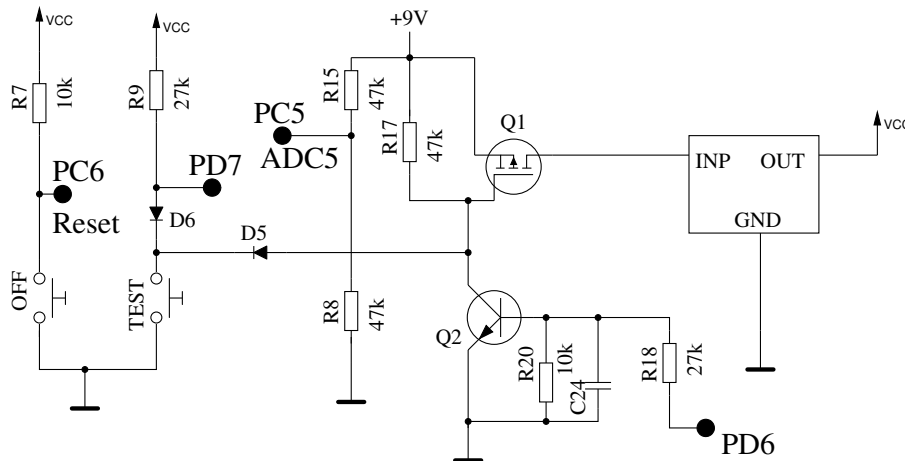 VCC
VCC
+9V
R7
10k
R9
27k
R15
47k
PC5
ADC5
R17
47k
Q1
VCC
INP
OUT
GND
PC6
Reset
PD7
D6
D5
OFF
TEST
R8
47k
Q2
R20
10k
C24
R18
27k
PD6